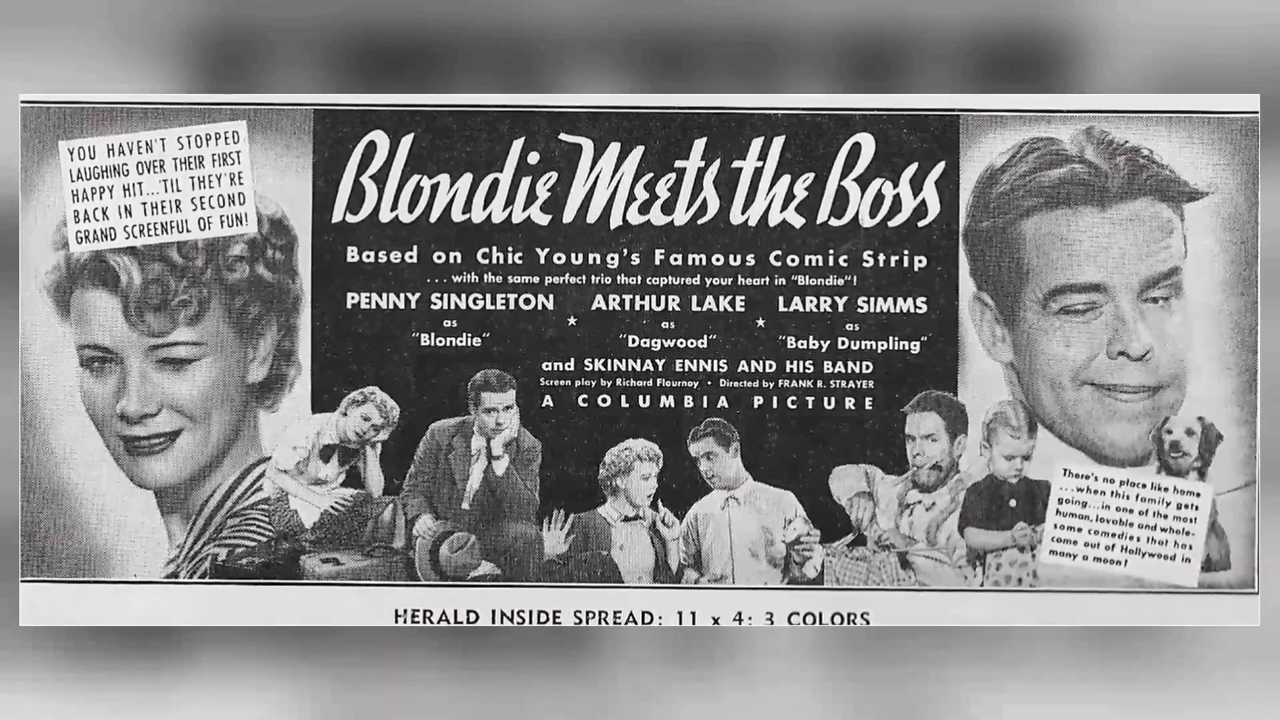 YOU HAVEN'T STOPPED
LAUGHING OVER THEIR FIRST
HAPPY HIT...'TIL THEY'RE
BACK IN THEIR SECOND
GRAND SCREENFUL OF FUN!
Blondie Meets the Boss
Based on Chic Young's Famous Comic Strip
...with the same perfect trio that captured your heart in "Blondie"!
PENNY SINGLETON ★ ARTHUR LAKE ★ LARRY SIMMS
as as as
"Blondie" "Dagwood" "Baby Dumpling"
and SKINNAY ENNIS AND HIS BAND
Screen play by Richard Flournoy • Directed by FRANK R. STRAYER
A COLUMBIA PICTURE
There's no place like home
...when this family gets
going...in one of the most
human, lovable and whole-
some comedies that has
come out of Hollywood in
many a moon!
HERALD INSIDE SPREAD: 11 x 4: 3 COLORS